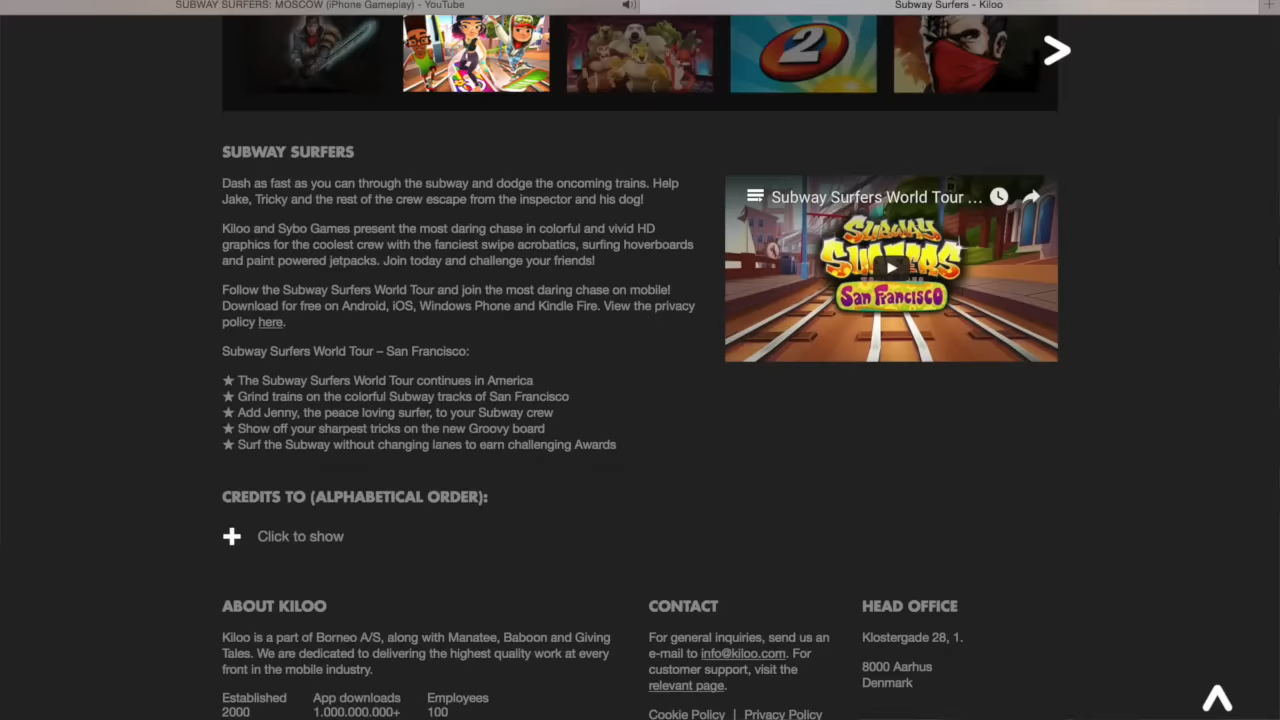 SUBWAY SURFERS: MOSCOW (iPhone Gameplay) - YouTube
Subway Surfers - Kiloo
2
SUBWAY SURFERS
Dash as fast as you can through the subway and dodge the oncoming trains. Help
Jake, Tricky and the rest of the crew escape from the inspector and his dog!
Kiloo and Sybo Games present the most daring chase in colorful and vivid HD
graphics for the coolest crew with the fanciest swipe acrobatics, surfing hoverboards
and paint powered jetpacks. Join today and challenge your friends!
Follow the Subway Surfers World Tour and join the most daring chase on mobile!
Download for free on Android, iOS, Windows Phone and Kindle Fire. View the privacy
policy here.
Subway Surfers World Tour – San Francisco:
★ The Subway Surfers World Tour continues in America
★ Grind trains on the colorful Subway tracks of San Francisco
★ Add Jenny, the peace loving surfer, to your Subway crew
★ Show off your sharpest tricks on the new Groovy board
★ Surf the Subway without changing lanes to earn challenging Awards
Subway Surfers World Tour ...
SUBWAY
SURFERS
San Francisco
CREDITS TO (ALPHABETICAL ORDER):
Click to show
ABOUT KILOO
Kiloo is a part of Borneo A/S, along with Manatee, Baboon and Giving
Tales. We are dedicated to delivering the highest quality work at every
front in the mobile industry.
Established App downloads Employees
2000 1.000.000.000+ 100
CONTACT
For general inquiries, send us an
e-mail to info@kiloo.com. For
customer support, visit the
relevant page.
Cookie Policy | Privacy Policy
HEAD OFFICE
Klostergade 28, 1.
8000 Aarhus
Denmark